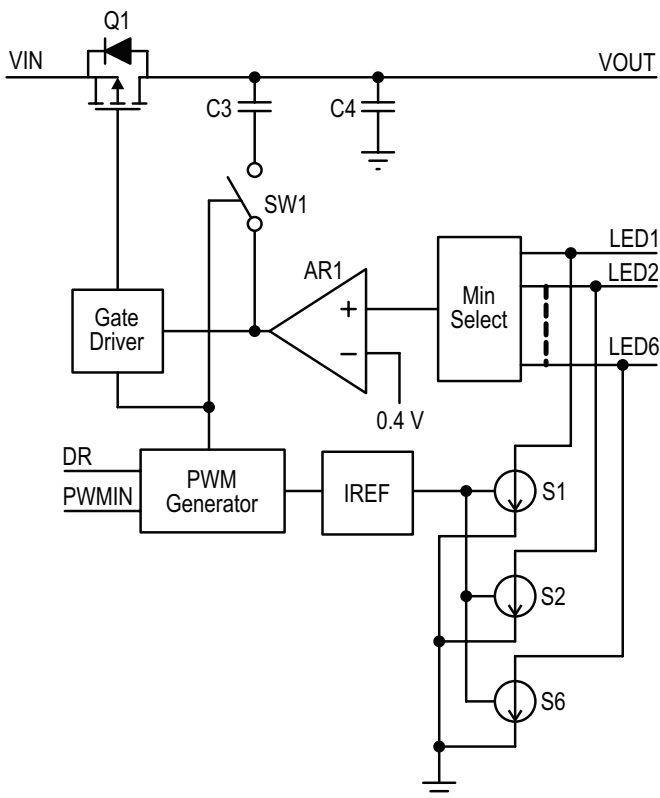 Q1
VIN
VOUT
C3
C4
SW1
LED1
AR1
LED2
Min
Select
+
Gate
Driver
−
LED6
0.4 V
DR
PWMIN
PWM
Generator
IREF
S1
S2
S6